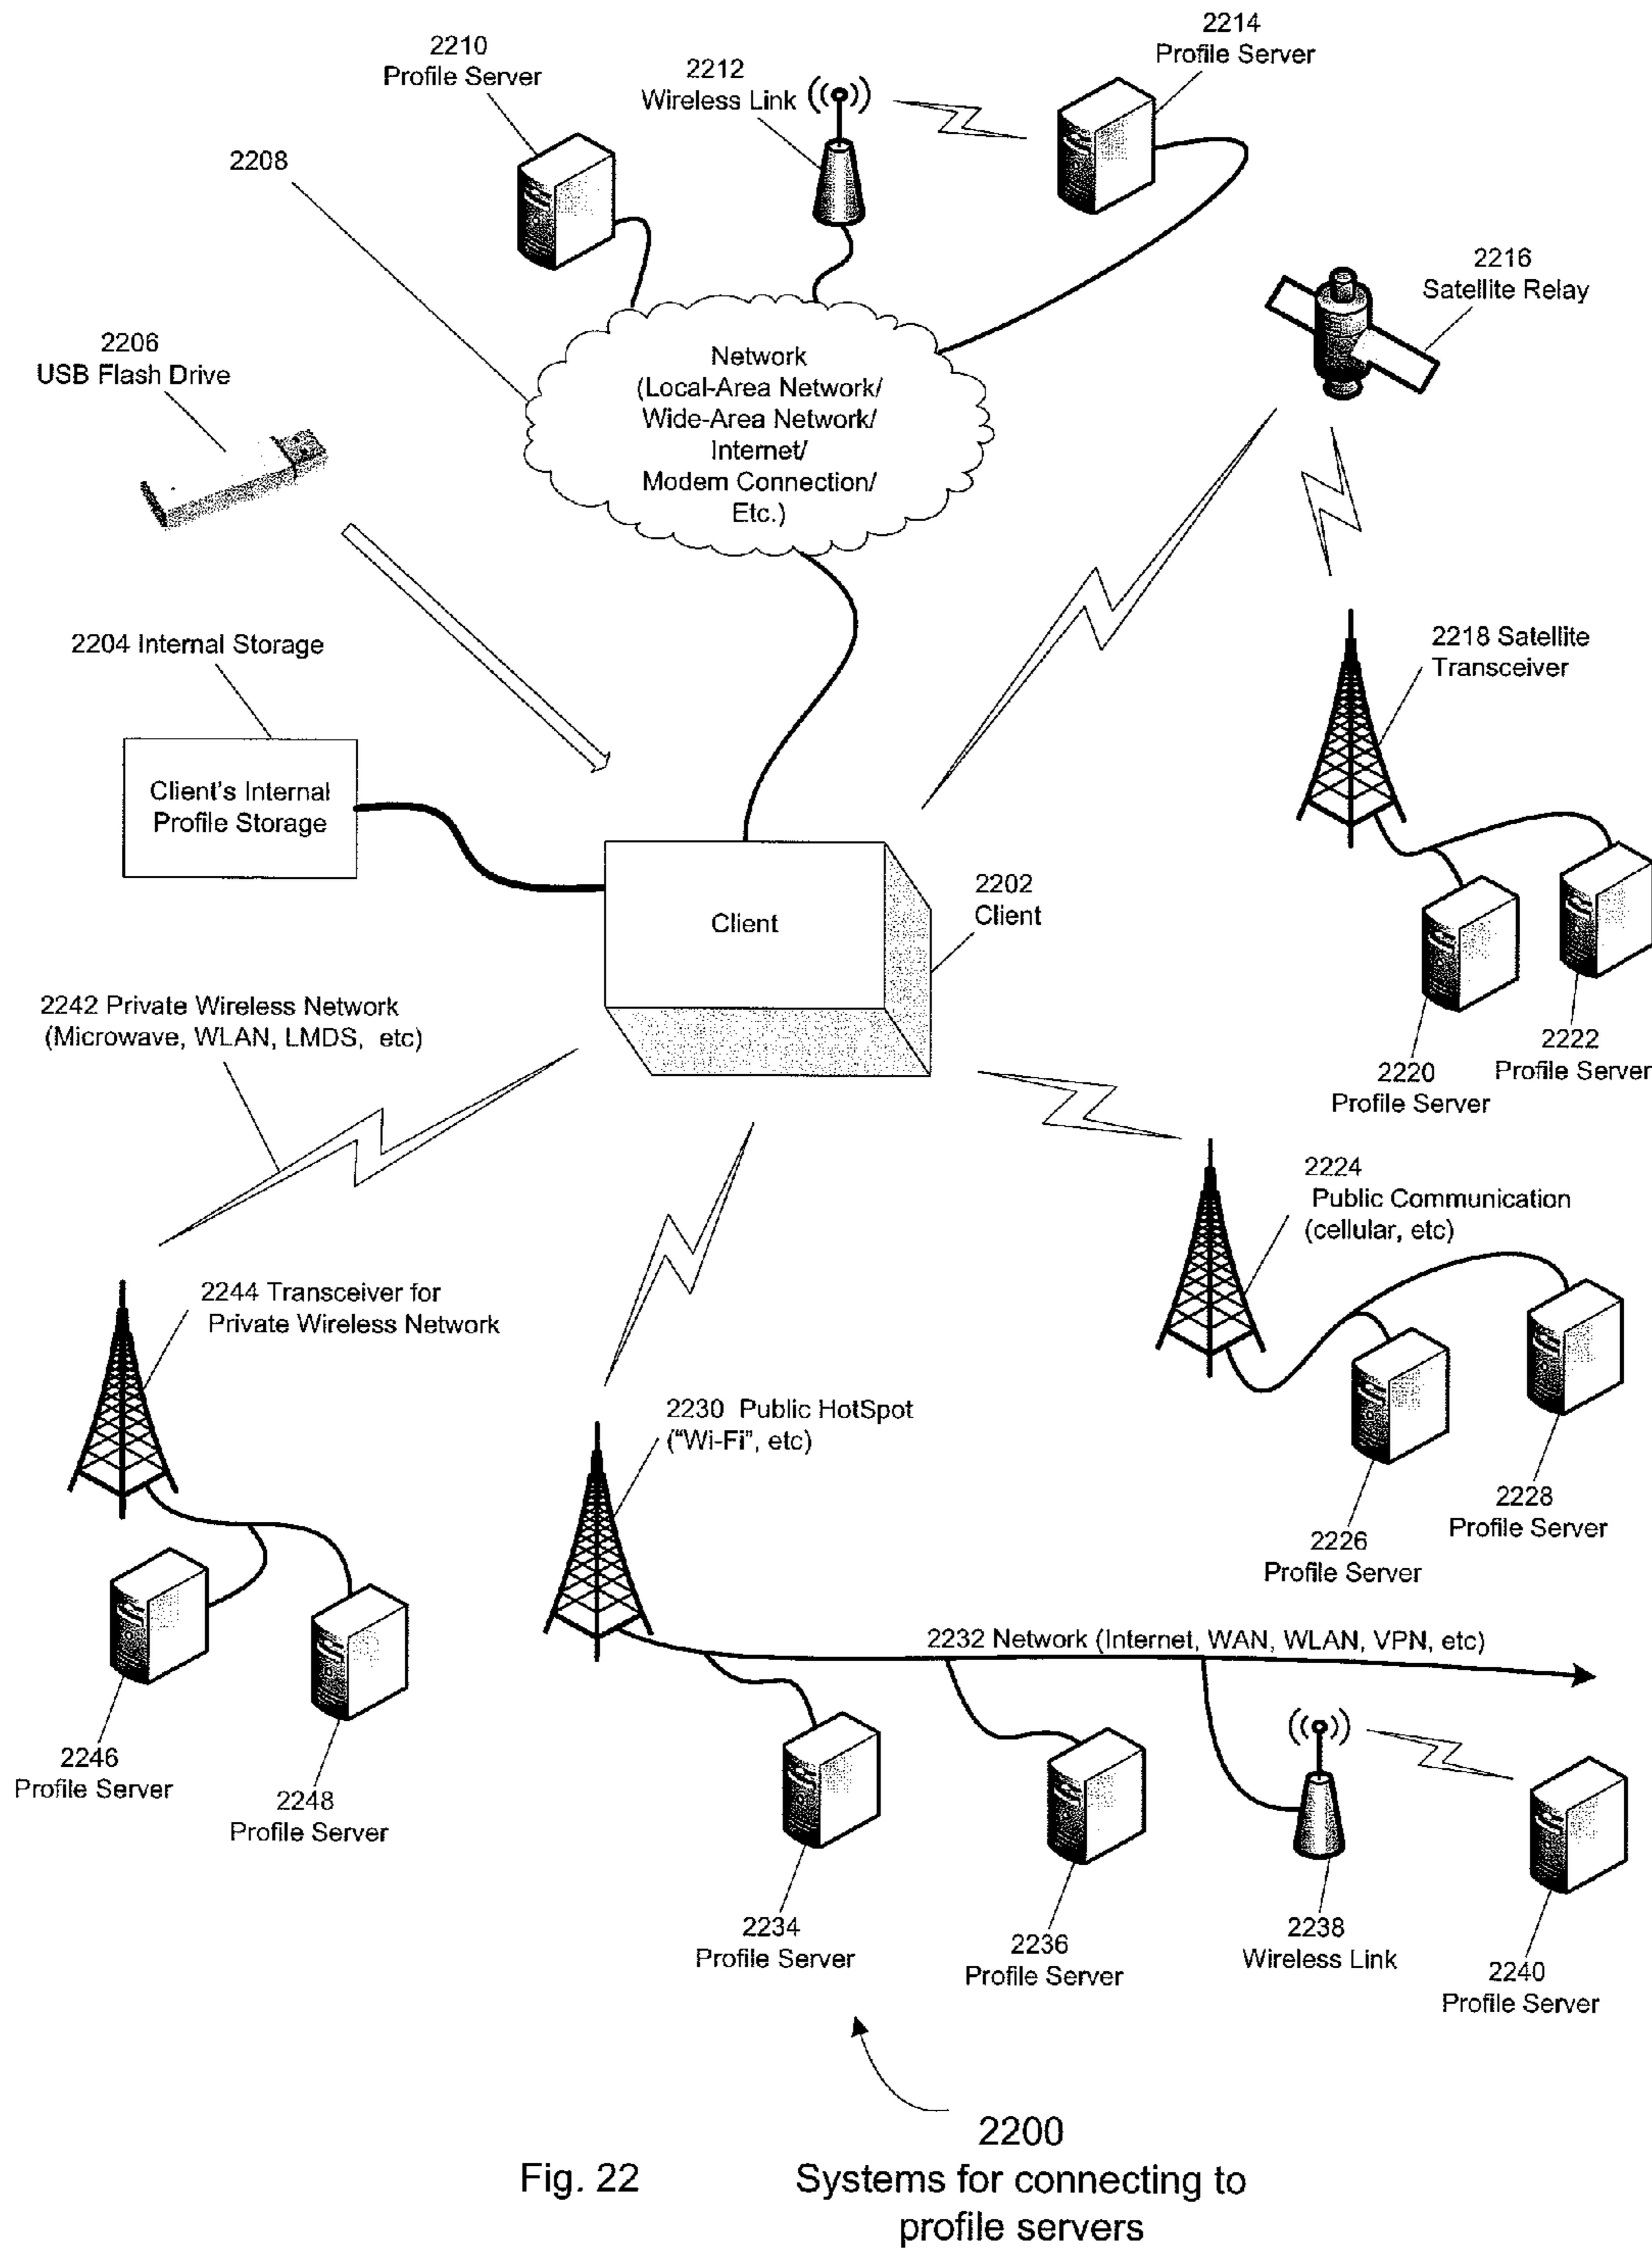 2210
Profile Server
2212
Wireless Link
2214
Profile Server
2208
2216
Satellite Relay
2206
USB Flash Drive
Network
(Local-Area Network/
Wide-Area Network/
Internet/
Modem Connection/
Etc.)
2204 Internal Storage
2218 Satellite
Transceiver
Client's Internal
Profile Storage
Client
2202
Client
2242 Private Wireless Network
(Microwave, WLAN, LMDS, etc)
2220
Profile Server
2222
Profile Server
2224
Public Communication
(cellular, etc)
2244 Transceiver for
Private Wireless Network
2230 Public HotSpot
("Wi-Fi", etc)
2226
Profile Server
2228
Profile Server
2232 Network (Internet, WAN, WLAN, VPN, etc)
2246
Profile Server
2248
Profile Server
2234
Profile Server
2236
Profile Server
2238
Wireless Link
2240
Profile Server
2200
Fig. 22
Systems for connecting to
profile servers